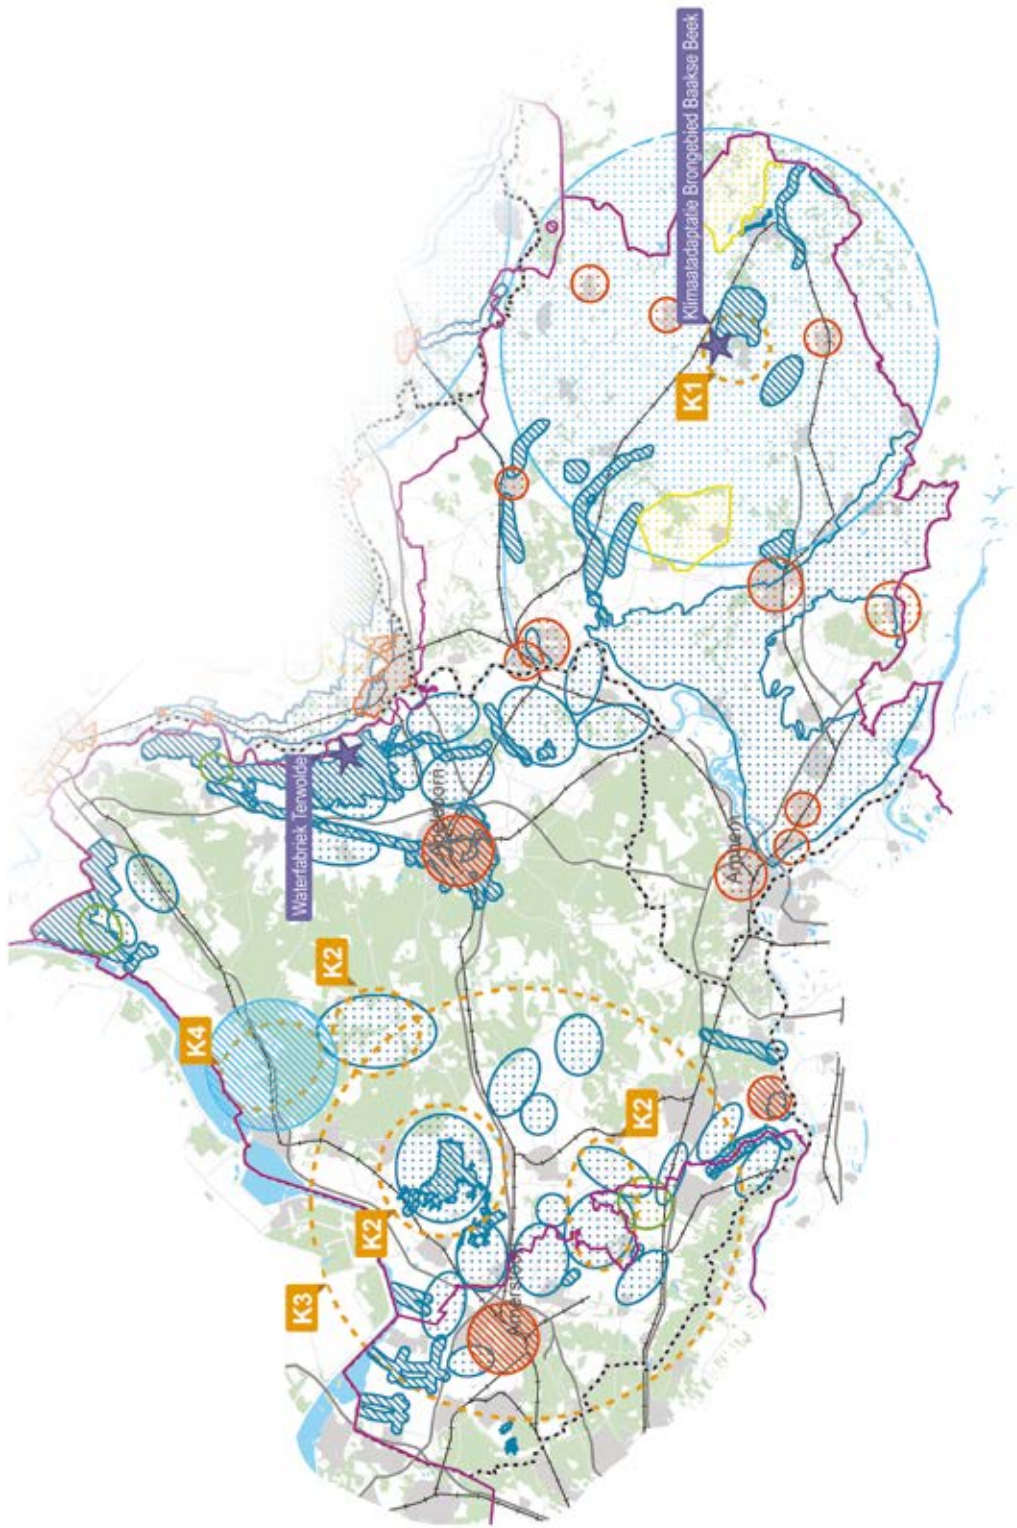 Klimaatadaptatie Brongebied Baakse Beek
K1
Waterfabriek Terwolde
Apeldoorn
Arnhem
K2
K4
K2
K2
K3
Amersfoort